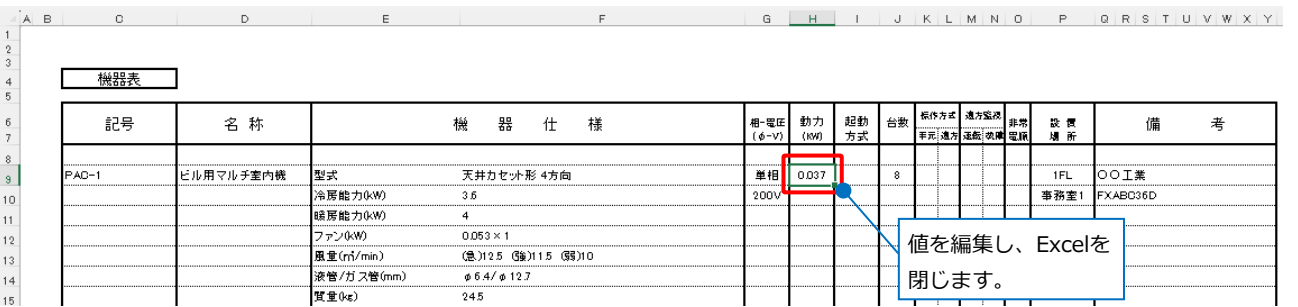 A B C D E F G H I J K L M N O P Q R S T U V W X Y
1
2
3
4 機器表
5
6 記号 名 称 機 器 仕 様 相-電圧 動力 起動 台数 操作方式 遠方監視 非常 設 置 備 考
7 (φ-V) (KW) 方式 手元 遠方 運転 故障 電源 場 所
8
9 PAC-1 ビル用マルチ室内機 型式 天井カセット形 4方向 単相 0.037 8 1FL 〇〇工業
10 冷房能力(kW) 3.6 200V 事務室1 FXABC36D
11 暖房能力(kW) 4
12 ファン(kW) 0.053×1
13 風量(㎥/min) (急)12.5 (強)11.5 (弱)10
14 液管/ガス管(mm) φ6.4/φ12.7
15 質量(kg) 24.5
値を編集し、Excelを
閉じます。